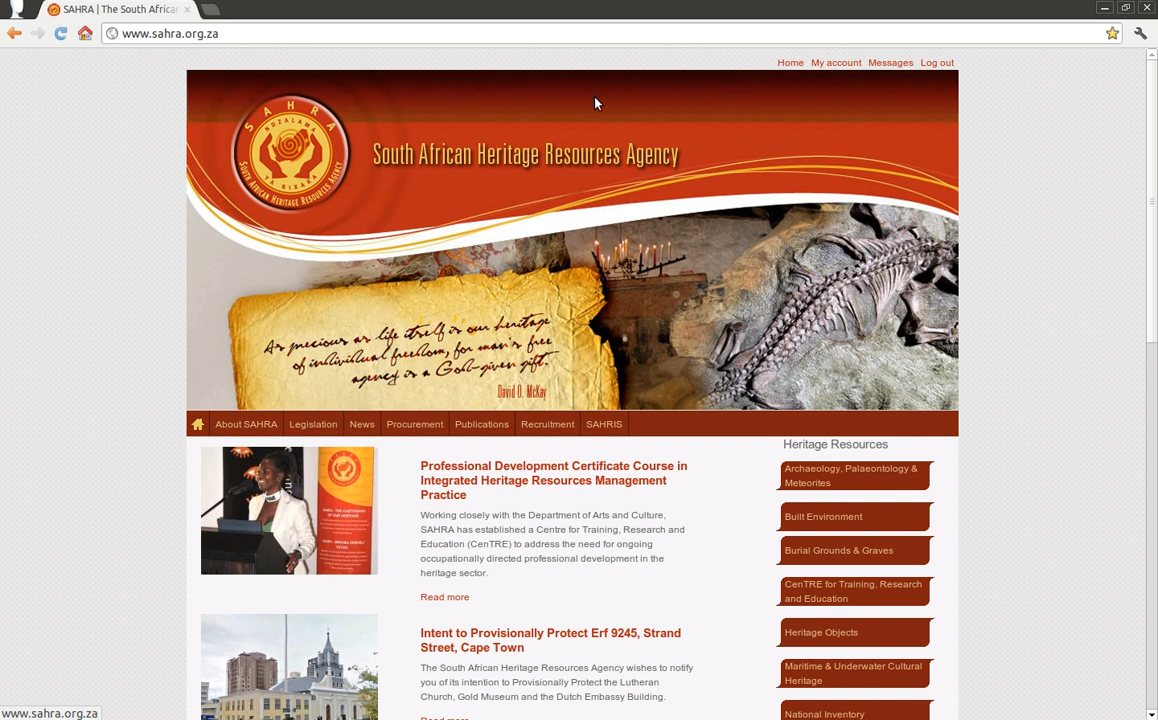 SAHRA | The South Africa
www.sahra.org.za
Home My account Messages Log out
SAHRA
NDZALAMA
YA RIXAKA
SOUTH AFRICAN HERITAGE RESOURCES AGENCY
South African Heritage Resources Agency
As precious as life itself is our heritage
of individual freedom, for man's free
agency is a God-given gift.
David O. McKay
About SAHRA Legislation News Procurement Publications Recruitment SAHRIS
Professional Development Certificate Course in
Integrated Heritage Resources Management
Practice
Working closely with the Department of Arts and Culture,
SAHRA has established a Centre for Training, Research and
Education (CenTRE) to address the need for ongoing
occupationally directed professional development in the
heritage sector.
Read more
Intent to Provisionally Protect Erf 9245, Strand
Street, Cape Town
The South African Heritage Resources Agency wishes to notify
you of its intention to Provisionally Protect the Lutheran
Church, Gold Museum and the Dutch Embassy Building.
Read more
Heritage Resources
Archaeology, Palaeontology &
Meteorites
Built Environment
Burial Grounds & Graves
CenTRE for Training, Research
and Education
Heritage Objects
Maritime & Underwater Cultural
Heritage
National Inventory
www.sahra.org.za